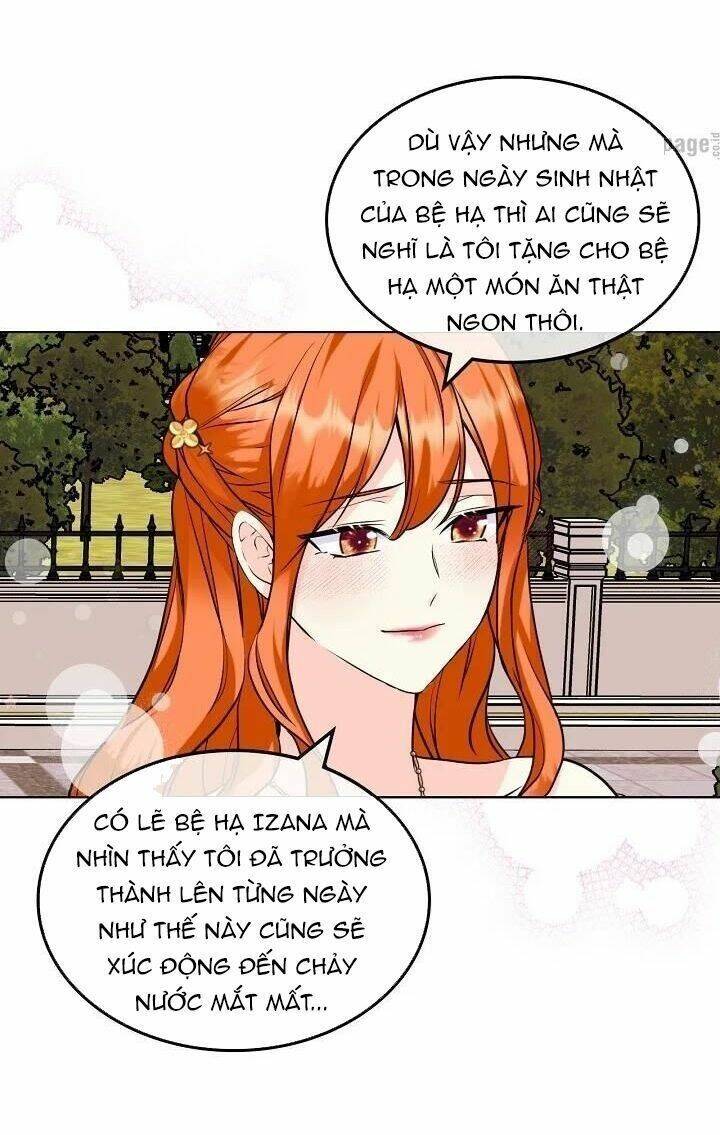 DÙ VẬY NHƯNG MÀ
TRONG NGÀY SINH NHẬT
CỦA BỆ HẠ THÌ AI CŨNG SẼ
NGHĨ LÀ TÔI TẶNG CHO BỆ
HẠ MỘT MÓN ĂN THẬT
NGON THÔI.
page
CÓ LẼ BỆ HẠ IZANA MÀ
NHÌN THẤY TÔI ĐÃ TRƯỞNG
THÀNH LÊN TỪNG NGÀY
NHƯ THẾ NÀY CŨNG SẼ
XÚC ĐỘNG ĐẾN CHẢY
NƯỚC MẮT MẤT...